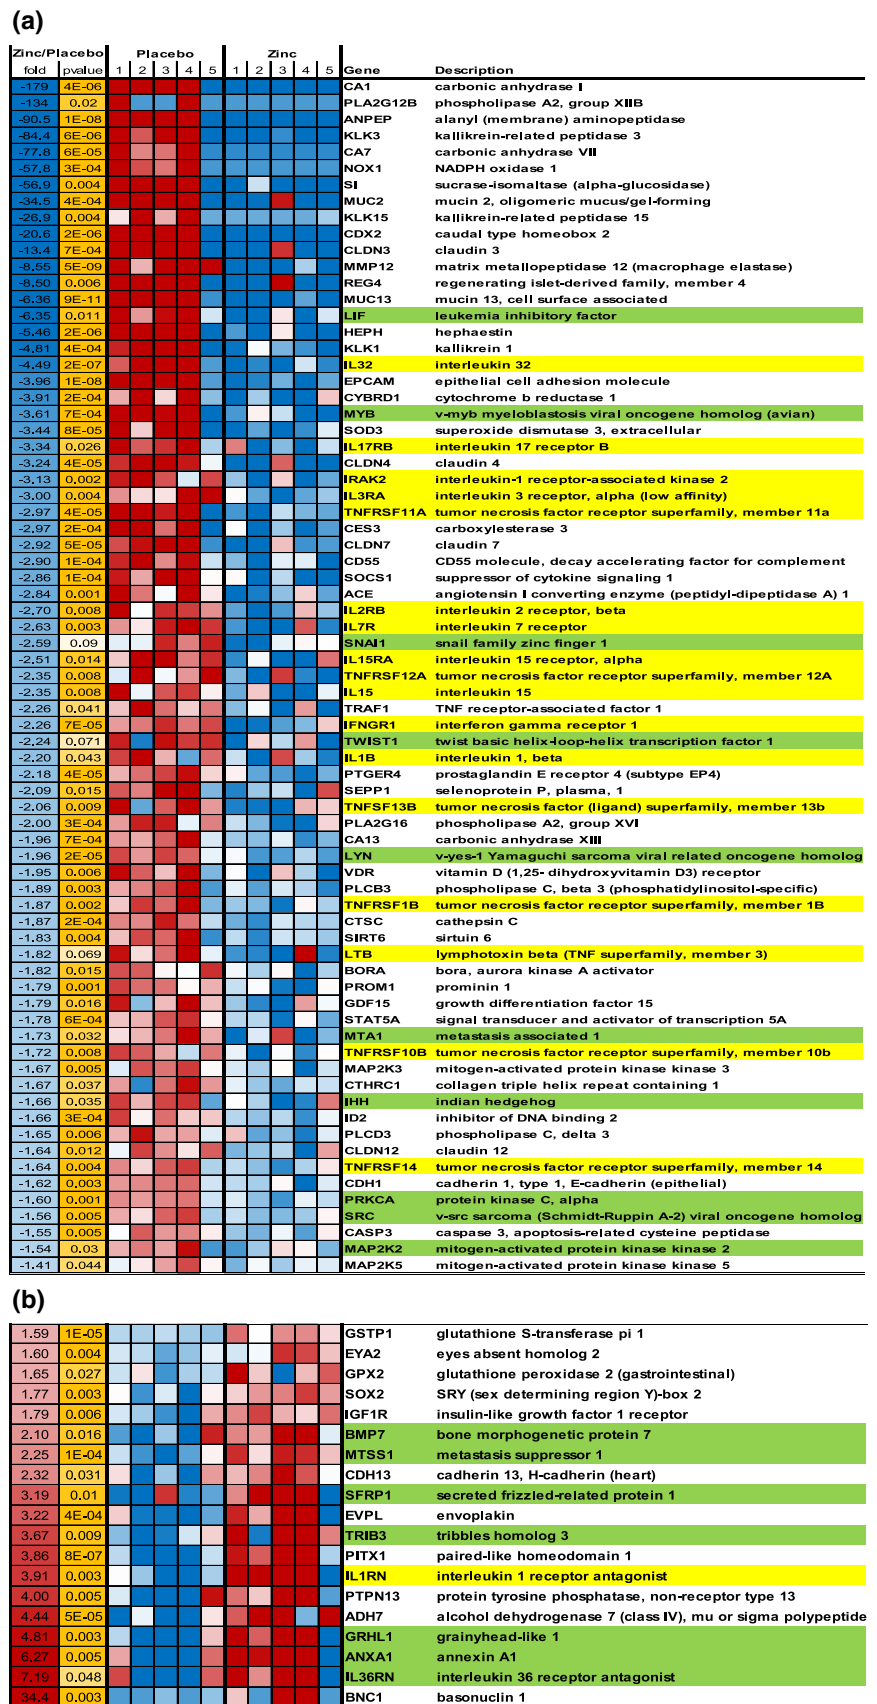 (a)
Zinc/Placebo Placebo Zinc
fold pvalue 1 2 3 4 5 1 2 3 4 5 Gene Description
-179 4E-06 CA1 carbonic anhydrase I
-134 0.02 PLA2G12B phospholipase A2, group XIIB
-90.5 1E-08 ANPEP alanyl (membrane) aminopeptidase
-84.4 6E-06 KLK3 kallikrein-related peptidase 3
-77.8 6E-05 CA7 carbonic anhydrase VII
-57.8 3E-04 NOX1 NADPH oxidase 1
-56.9 0.004 SI sucrase-isomaltase (alpha-glucosidase)
-34.5 4E-04 MUC2 mucin 2, oligomeric mucus/gel-forming
-26.9 0.004 KLK15 kallikrein-related peptidase 15
-20.6 2E-06 CDX2 caudal type homeobox 2
-13.4 7E-04 CLDN3 claudin 3
-8.55 5E-09 MMP12 matrix metallopeptidase 12 (macrophage elastase)
-8.50 0.006 REG4 regenerating islet-derived family, member 4
-6.36 9E-11 MUC13 mucin 13, cell surface associated
-6.35 0.011 LIF leukemia inhibitory factor
-5.46 2E-06 HEPH hephaestin
-4.81 4E-04 KLK1 kallikrein 1
-4.49 2E-07 IL32 interleukin 32
-3.96 1E-08 EPCAM epithelial cell adhesion molecule
-3.91 2E-04 CYBRD1 cytochrome b reductase 1
-3.61 7E-04 MYB v-myb myeloblastosis viral oncogene homolog (avian)
-3.44 8E-05 SOD3 superoxide dismutase 3, extracellular
-3.34 0.026 IL17RB interleukin 17 receptor B
-3.24 4E-05 CLDN4 claudin 4
-3.13 0.002 IRAK2 interleukin-1 receptor-associated kinase 2
-3.00 0.004 IL3RA interleukin 3 receptor, alpha (low affinity)
-2.97 4E-05 TNFRSF11A tumor necrosis factor receptor superfamily, member 11a
-2.97 2E-04 CES3 carboxylesterase 3
-2.92 5E-05 CLDN7 claudin 7
-2.90 1E-04 CD55 CD55 molecule, decay accelerating factor for complement
-2.86 1E-04 SOCS1 suppressor of cytokine signaling 1
-2.84 0.001 ACE angiotensin I converting enzyme (peptidyl-dipeptidase A) 1
-2.70 0.008 IL2RB interleukin 2 receptor, beta
-2.63 0.003 IL7R interleukin 7 receptor
-2.59 0.09 SNAI1 snail family zinc finger 1
-2.51 0.014 IL15RA interleukin 15 receptor, alpha
-2.35 0.008 TNFRSF12A tumor necrosis factor receptor superfamily, member 12A
-2.35 0.008 IL15 interleukin 15
-2.26 0.041 TRAF1 TNF receptor-associated factor 1
-2.26 7E-05 IFNGR1 interferon gamma receptor 1
-2.24 0.071 TWIST1 twist basic helix-loop-helix transcription factor 1
-2.20 0.043 IL1B interleukin 1, beta
-2.18 4E-05 PTGER4 prostaglandin E receptor 4 (subtype EP4)
-2.09 0.015 SEPP1 selenoprotein P, plasma, 1
-2.06 0.009 TNFSF13B tumor necrosis factor (ligand) superfamily, member 13b
-2.00 3E-04 PLA2G16 phospholipase A2, group XVI
-1.96 7E-04 CA13 carbonic anhydrase XIII
-1.96 2E-05 LYN v-yes-1 Yamaguchi sarcoma viral related oncogene homolog
-1.95 0.006 VDR vitamin D (1,25- dihydroxyvitamin D3) receptor
-1.89 0.003 PLCB3 phospholipase C, beta 3 (phosphatidylinositol-specific)
-1.87 0.002 TNFRSF1B tumor necrosis factor receptor superfamily, member 1B
-1.87 2E-04 CTSC cathepsin C
-1.83 0.004 SIRT6 sirtuin 6
-1.82 0.069 LTB lymphotoxin beta (TNF superfamily, member 3)
-1.82 0.015 BORA bora, aurora kinase A activator
-1.79 0.001 PROM1 prominin 1
-1.79 0.016 GDF15 growth differentiation factor 15
-1.78 6E-04 STAT5A signal transducer and activator of transcription 5A
-1.73 0.032 MTA1 metastasis associated 1
-1.72 0.008 TNFRSF10B tumor necrosis factor receptor superfamily, member 10b
-1.67 0.005 MAP2K3 mitogen-activated protein kinase kinase 3
-1.67 0.037 CTHRC1 collagen triple helix repeat containing 1
-1.66 0.035 IHH indian hedgehog
-1.66 3E-04 ID2 inhibitor of DNA binding 2
-1.65 0.006 PLCD3 phospholipase C, delta 3
-1.64 0.012 CLDN12 claudin 12
-1.64 0.004 TNFRSF14 tumor necrosis factor receptor superfamily, member 14
-1.62 0.003 CDH1 cadherin 1, type 1, E-cadherin (epithelial)
-1.60 0.001 PRKCA protein kinase C, alpha
-1.56 0.005 SRC v-src sarcoma (Schmidt-Ruppin A-2) viral oncogene homolog
-1.55 0.005 CASP3 caspase 3, apoptosis-related cysteine peptidase
-1.54 0.03 MAP2K2 mitogen-activated protein kinase kinase 2
-1.41 0.044 MAP2K5 mitogen-activated protein kinase kinase 5
(b)
1.59 1E-05 GSTP1 glutathione S-transferase pi 1
1.60 0.004 EYA2 eyes absent homolog 2
1.65 0.027 GPX2 glutathione peroxidase 2 (gastrointestinal)
1.77 0.003 SOX2 SRY (sex determining region Y)-box 2
1.79 0.006 IGF1R insulin-like growth factor 1 receptor
2.10 0.016 BMP7 bone morphogenetic protein 7
2.25 1E-04 MTSS1 metastasis suppressor 1
2.32 0.031 CDH13 cadherin 13, H-cadherin (heart)
3.19 0.01 SFRP1 secreted frizzled-related protein 1
3.22 4E-04 EVPL envoplakin
3.67 0.009 TRIB3 tribbles homolog 3
3.86 8E-07 PITX1 paired-like homeodomain 1
3.91 0.003 IL1RN interleukin 1 receptor antagonist
4.00 0.005 PTPN13 protein tyrosine phosphatase, non-receptor type 13
4.44 5E-05 ADH7 alcohol dehydrogenase 7 (class IV), mu or sigma polypeptide
4.81 0.003 GRHL1 grainyhead-like 1
6.27 0.005 ANXA1 annexin A1
7.19 0.048 IL36RN interleukin 36 receptor antagonist
34.4 0.003 BNC1 basonuclin 1